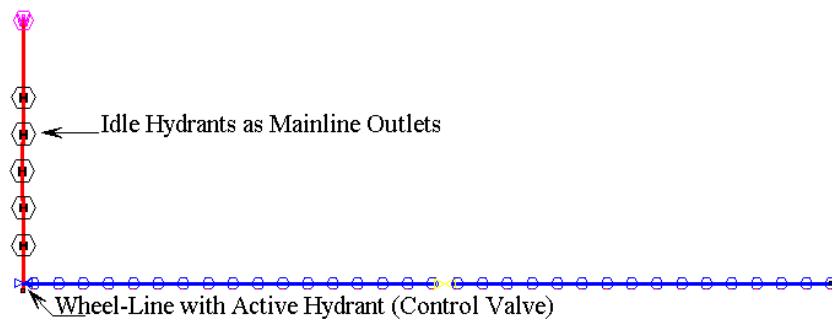 W
H
H
Idle Hydrants as Mainline Outlets
H
H
H
Wheel-Line with Active Hydrant (Control Valve)